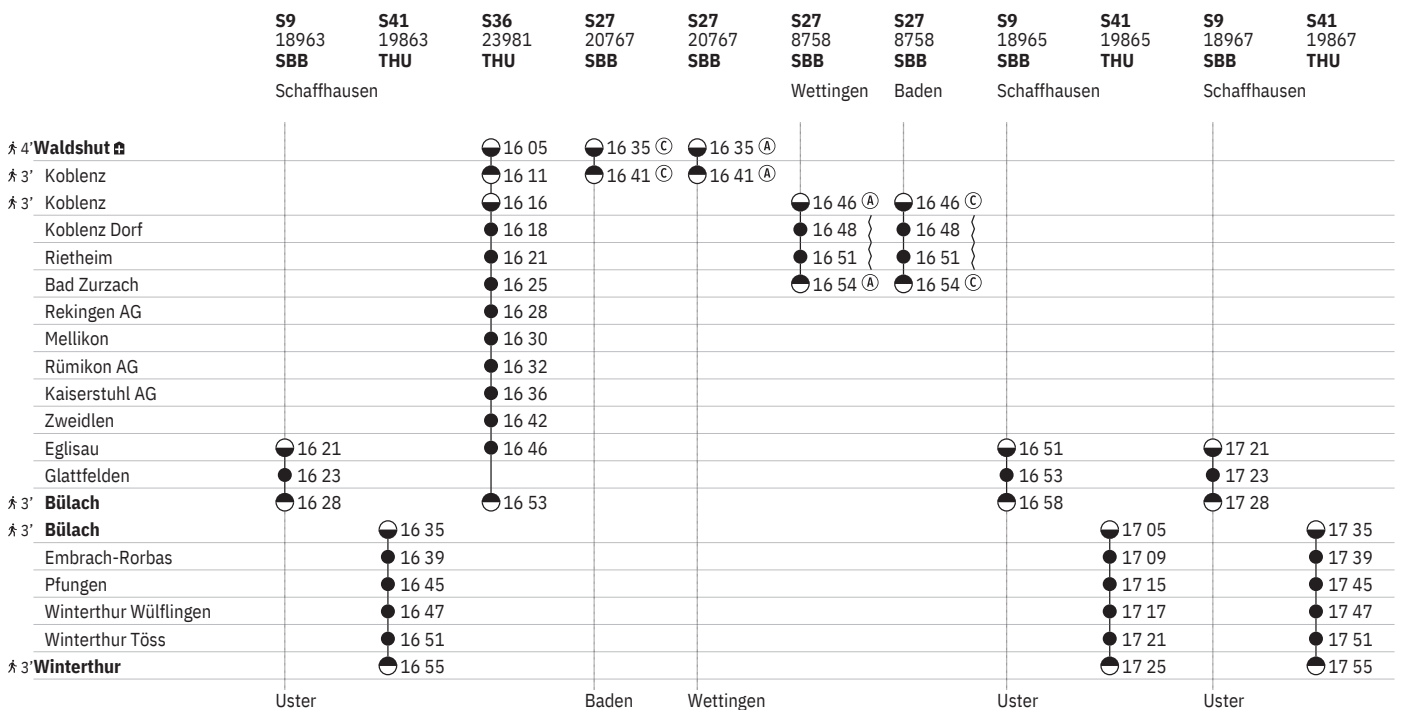 S9 S41 S36 S27 S27 S27 S27 S9 S41 S9 S41
18963 19863 23981 20767 20767 8758 8758 18965 19865 18967 19867
SBB THU THU SBB SBB SBB SBB SBB THU SBB THU
Schaffhausen Wettingen Baden Schaffhausen Schaffhausen
4’ Waldshut 16 05 16 35 Ⓒ 16 35 Ⓐ
3’ Koblenz 16 11 16 41 Ⓒ 16 41 Ⓐ
3’ Koblenz 16 16 16 46 Ⓐ 16 46 Ⓒ
Koblenz Dorf 16 18 16 48 16 48
Rietheim 16 21 16 51 16 51
Bad Zurzach 16 25 16 54 Ⓐ 16 54 Ⓒ
Rekingen AG 16 28
Mellikon 16 30
Rümikon AG 16 32
Kaiserstuhl AG 16 36
Zweidlen 16 42
Eglisau 16 21 16 46 16 51 17 21
Glattfelden 16 23 16 53 17 23
3’ Bülach 16 28 16 53 16 58 17 28
3’ Bülach 16 35 17 05 17 35
Embrach-Rorbas 16 39 17 09 17 39
Pfungen 16 45 17 15 17 45
Winterthur Wülflingen 16 47 17 17 17 47
Winterthur Töss 16 51 17 21 17 51
3’ Winterthur 16 55 17 25 17 55
Uster Baden Wettingen Uster Uster